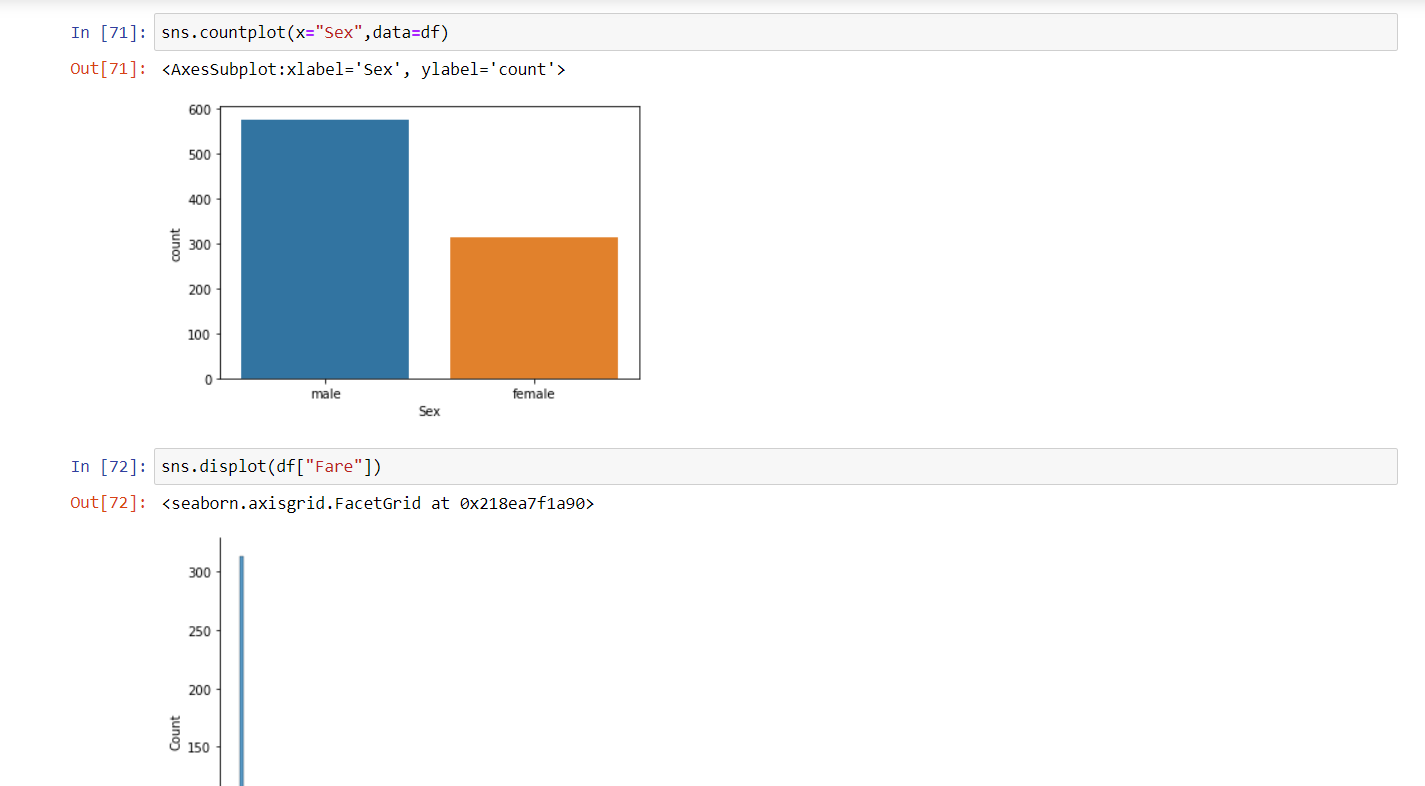 In [71]: sns.countplot(x="Sex",data=df)
Out[71]: <AxesSubplot:xlabel='Sex', ylabel='count'>
600
500
400
300
200
100
0
count
male female
Sex
In [72]: sns.displot(df["Fare"])
Out[72]: <seaborn.axisgrid.FacetGrid at 0x218ea7f1a90>
300
250
200
150
Count